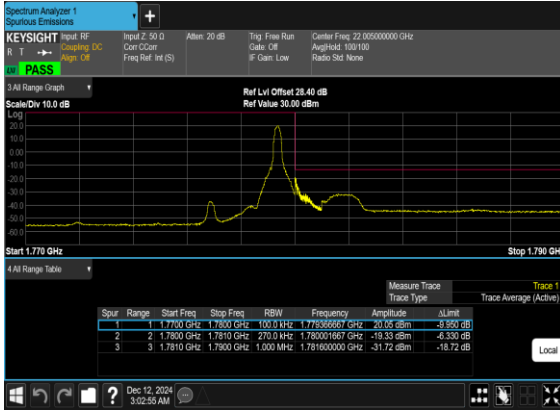 Spectrum Analyzer 1
Spurious Emissions
+
KEYSIGHT Input: RF Input Z: 50 Ω Atten: 20 dB Trig: Free Run Center Freq: 22.005000000 GHz
R T Coupling: DC Corr CCorr Gate: Off Avg|Hold: 100/100
Align: Off Freq Ref: Int (S) IF Gain: Low Radio Std: None
PASS
3 All Range Graph Ref Lvl Offset 28.40 dB
Scale/Div 10.0 dB Ref Value 30.00 dBm
Log
20.0
10.0
0.00
-10.0
-20.0
-30.0
-40.0
-50.0
-60.0
Start 1.770 GHz Stop 1.790 GH
4 All Range Table
Measure Trace Trace 1
Trace Type Trace Average (Active)
Spur Range Start Freq Stop Freq RBW Frequency Amplitude ΔLimit
1 1 1.7700 GHz 1.7800 GHz 100.0 kHz 1.779366667 GHz 20.05 dBm -9.950 dB
2 2 1.7800 GHz 1.7810 GHz 270.0 kHz 1.780001667 GHz -19.33 dBm -6.330 dB
3 3 1.7810 GHz 1.7900 GHz 1.000 MHz 1.781600000 GHz -31.72 dBm -18.72 dB
Local
? Dec 12, 2024
3:02:55 AM